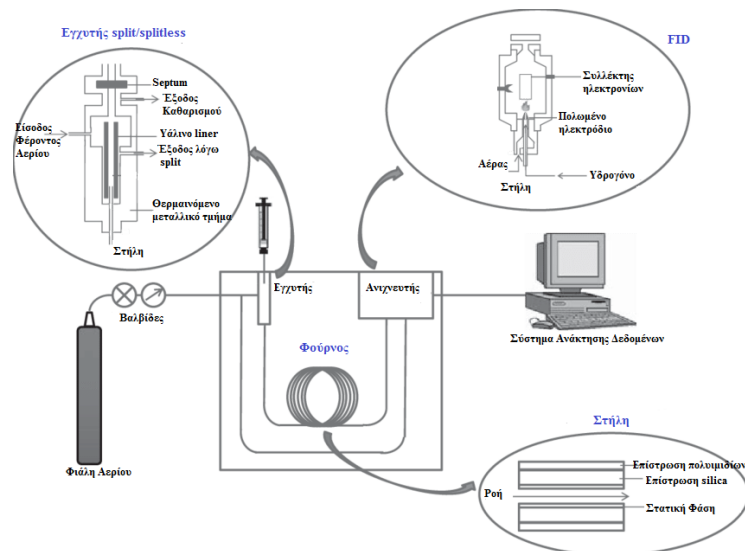 Εγχυτής split/splitless
Septum
Έξοδος
Καθαρισμού
Είσοδος
Φέροντος
Αερίου
Υάλινο liner
Έξοδος λόγω
split
Θερμαινόμενο
μεταλλικό τμήμα
Στήλη
FID
Συλλέκτης
ηλεκτρονίων
Πολωμένο
ηλεκτρόδιο
Αέρας
Στήλη
Υδρογόνο
Εγχυτής
Ανιχνευτής
Βαλβίδες
Φούρνος
Σύστημα Ανάκτησης Δεδομένων
Φιάλη Αερίου
Στήλη
Επίστρωση πολυιμιδίων
Επίστρωση silica
Ροή
Στατική Φάση